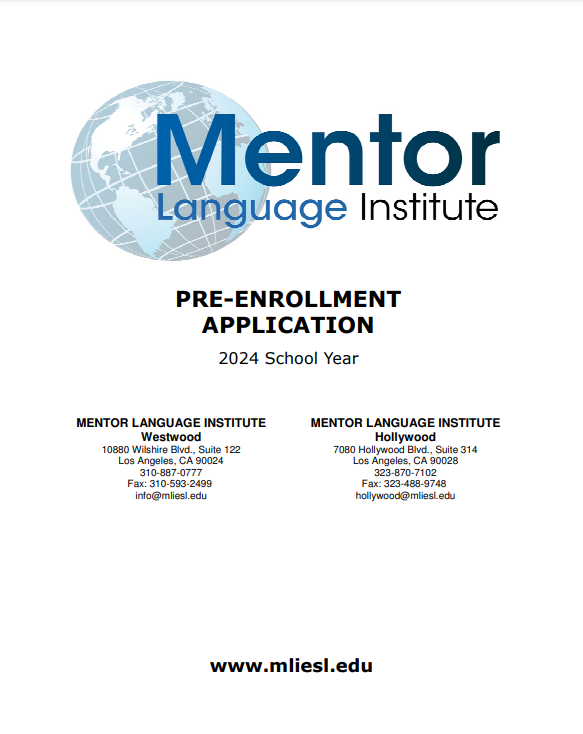 Mentor
Language Institute
PRE-ENROLLMENT
APPLICATION
2024 School Year
MENTOR LANGUAGE INSTITUTE
Westwood
10880 Wilshire Blvd., Suite 122
Los Angeles, CA 90024
310-887-0777
Fax: 310-593-2499
info@mliesl.edu
MENTOR LANGUAGE INSTITUTE
Hollywood
7080 Hollywood Blvd., Suite 314
Los Angeles, CA 90028
323-870-7102
Fax: 323-488-9748
hollywood@mliesl.edu
www.mliesl.edu